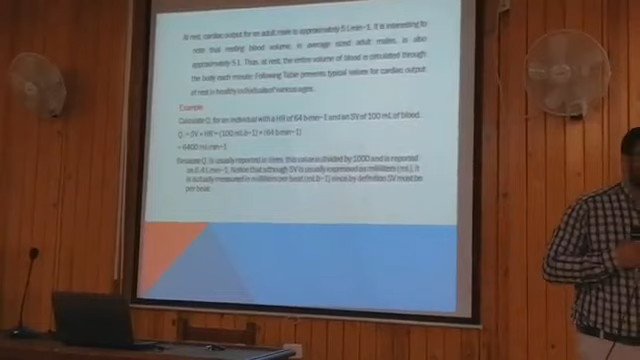 At rest, cardiac output for an adult male is approximately 5 L·min−1. It is interesting to
note that resting blood volume, in average sized adult males, is also
approximately 5 L. Thus, at rest, the entire volume of blood is circulated through
the body each minute. Following Table presents typical values for cardiac output
at rest in healthy individuals of various ages.
Example
Calculate Q, for an individual with a HR of 64 b·min−1 and an SV of 100 mL of blood.
Q = SV × HR = (100 mL·b−1) × (64 b·min−1)
= 6400 ml·min−1
Because Q is usually reported in liters, this value is divided by 1000 and is reported
as 6.4 L·min−1. Notice that although SV is usually expressed as milliliters (mL), it
is actually measured in milliliters per beat (mL·b−1) since by definition SV must be
per beat.